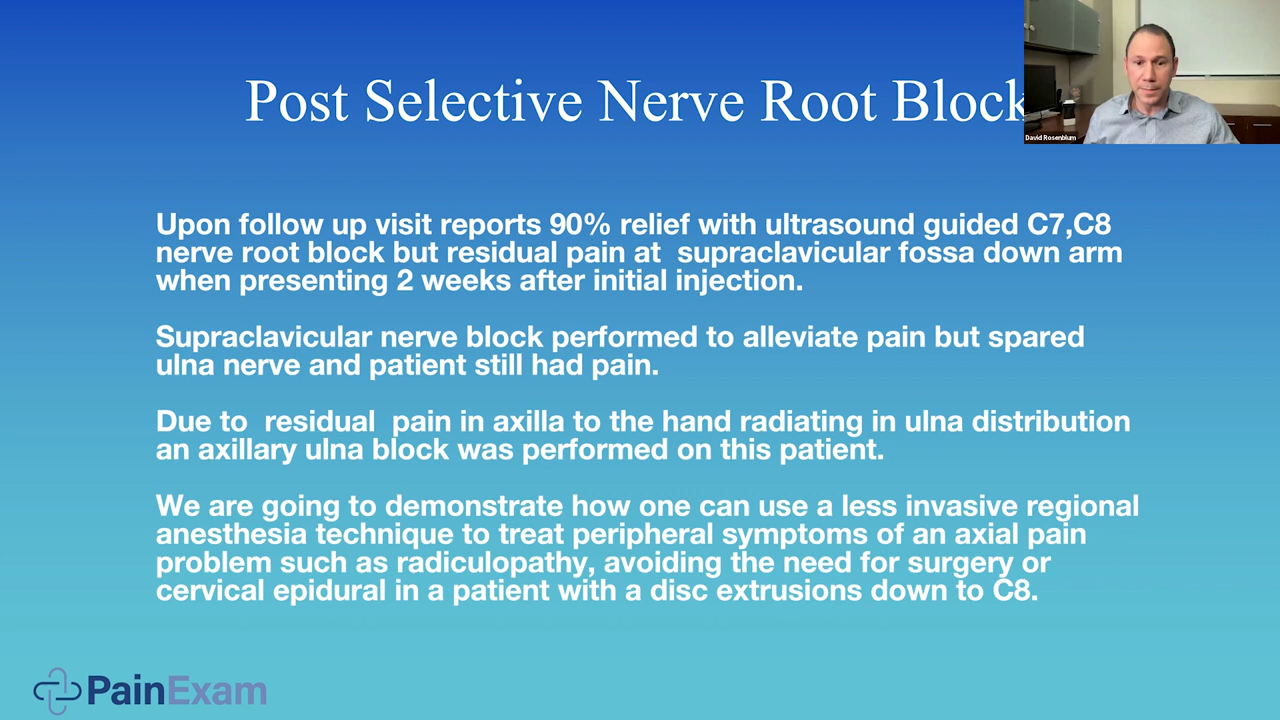 Post Selective Nerve Root Block
David Rosenblum
Upon follow up visit reports 90% relief with ultrasound guided C7,C8
nerve root block but residual pain at  supraclavicular fossa down arm
when presenting 2 weeks after initial injection.
Supraclavicular nerve block performed to alleviate pain but spared
ulna nerve and patient still had pain.
Due to  residual  pain in axilla to the hand radiating in ulna distribution
an axillary ulna block was performed on this patient.
We are going to demonstrate how one can use a less invasive regional
anesthesia technique to treat peripheral symptoms of an axial pain
problem such as radiculopathy, avoiding the need for surgery or
cervical epidural in a patient with a disc extrusions down to C8.
PainExam